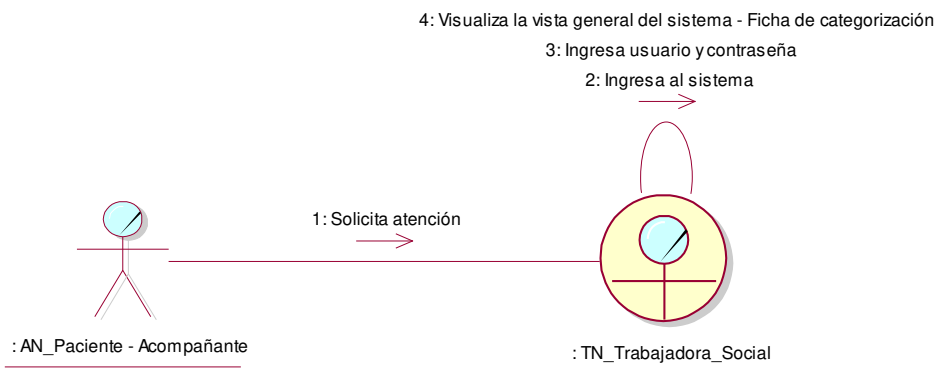 4: Visualiza la vista general del sistema - Ficha de categorización
3: Ingresa usuario y contraseña
2: Ingresa al sistema
1: Solicita atención
: AN_Paciente - Acompañante
: TN_Trabajadora_Social